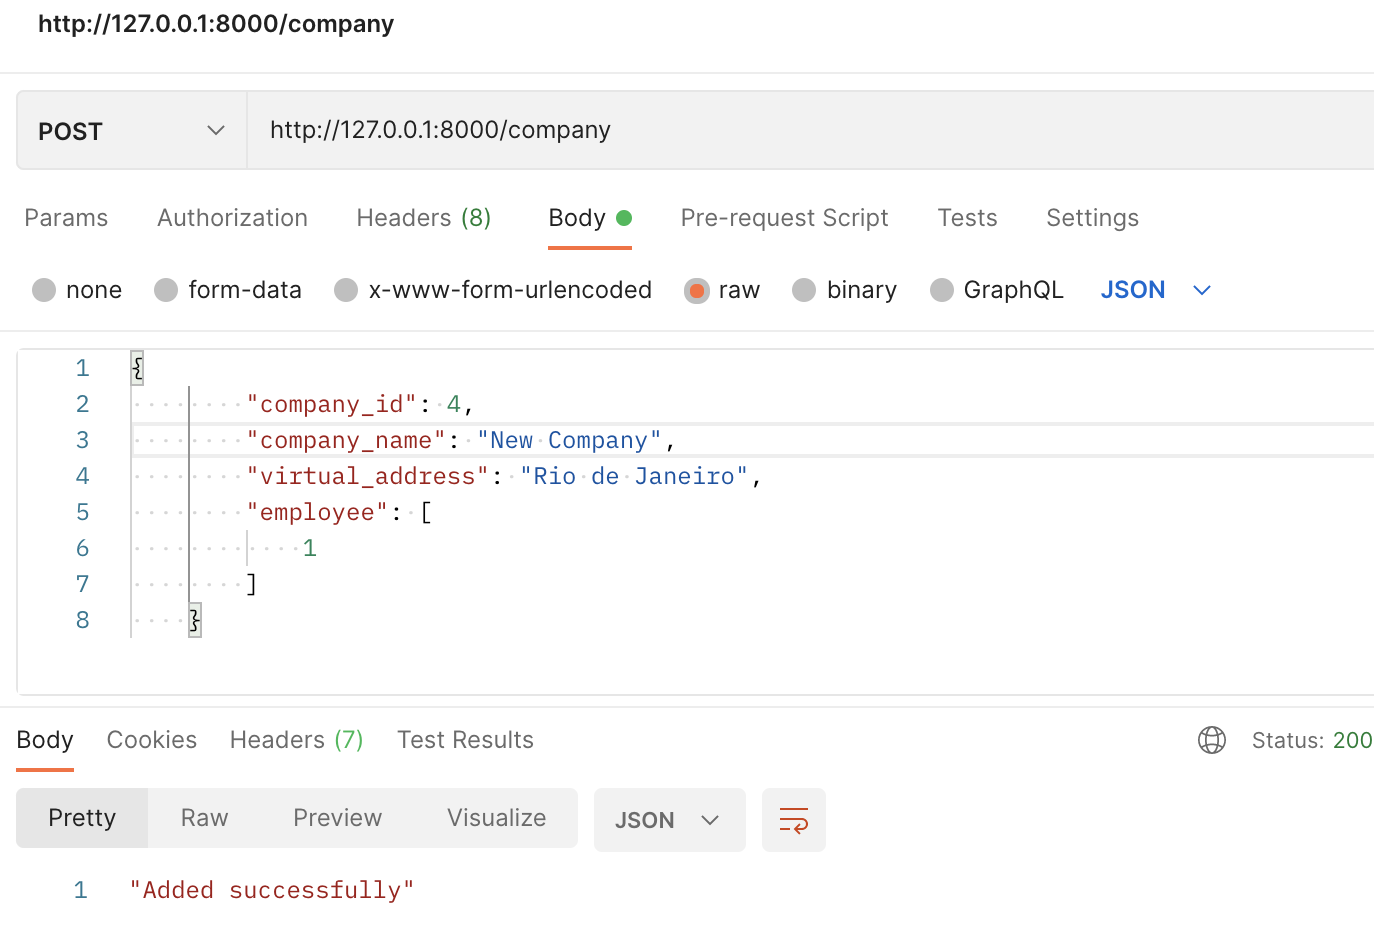 http://127.0.0.1:8000/company
POST http://127.0.0.1:8000/company
Params Authorization Headers (8) Body Pre-request Script Tests Settings
none form-data x-www-form-urlencoded raw binary GraphQL JSON
1 {
2 "company_id": 4,
3 "company_name": "New Company",
4 "virtual_address": "Rio de Janeiro",
5 "employee": [
6 1
7 ]
8 }
Body Cookies Headers (7) Test Results Status: 200
Pretty Raw Preview Visualize JSON
1 "Added successfully"